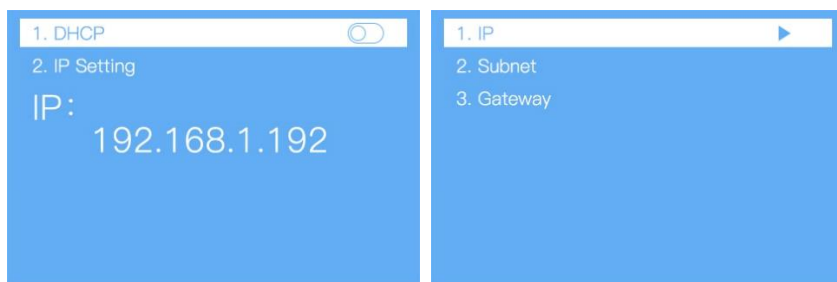 1. DHCP
2. IP Setting
IP:
192.168.1.192
1. IP
2. Subnet
3. Gateway